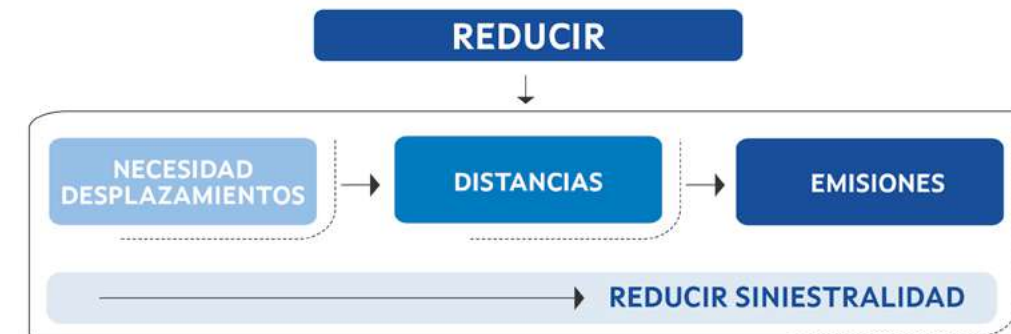 REDUCIR
NECESIDAD
DESPLAZAMIENTOS
DISTANCIAS
EMISIONES
REDUCIR SINIESTRALIDAD